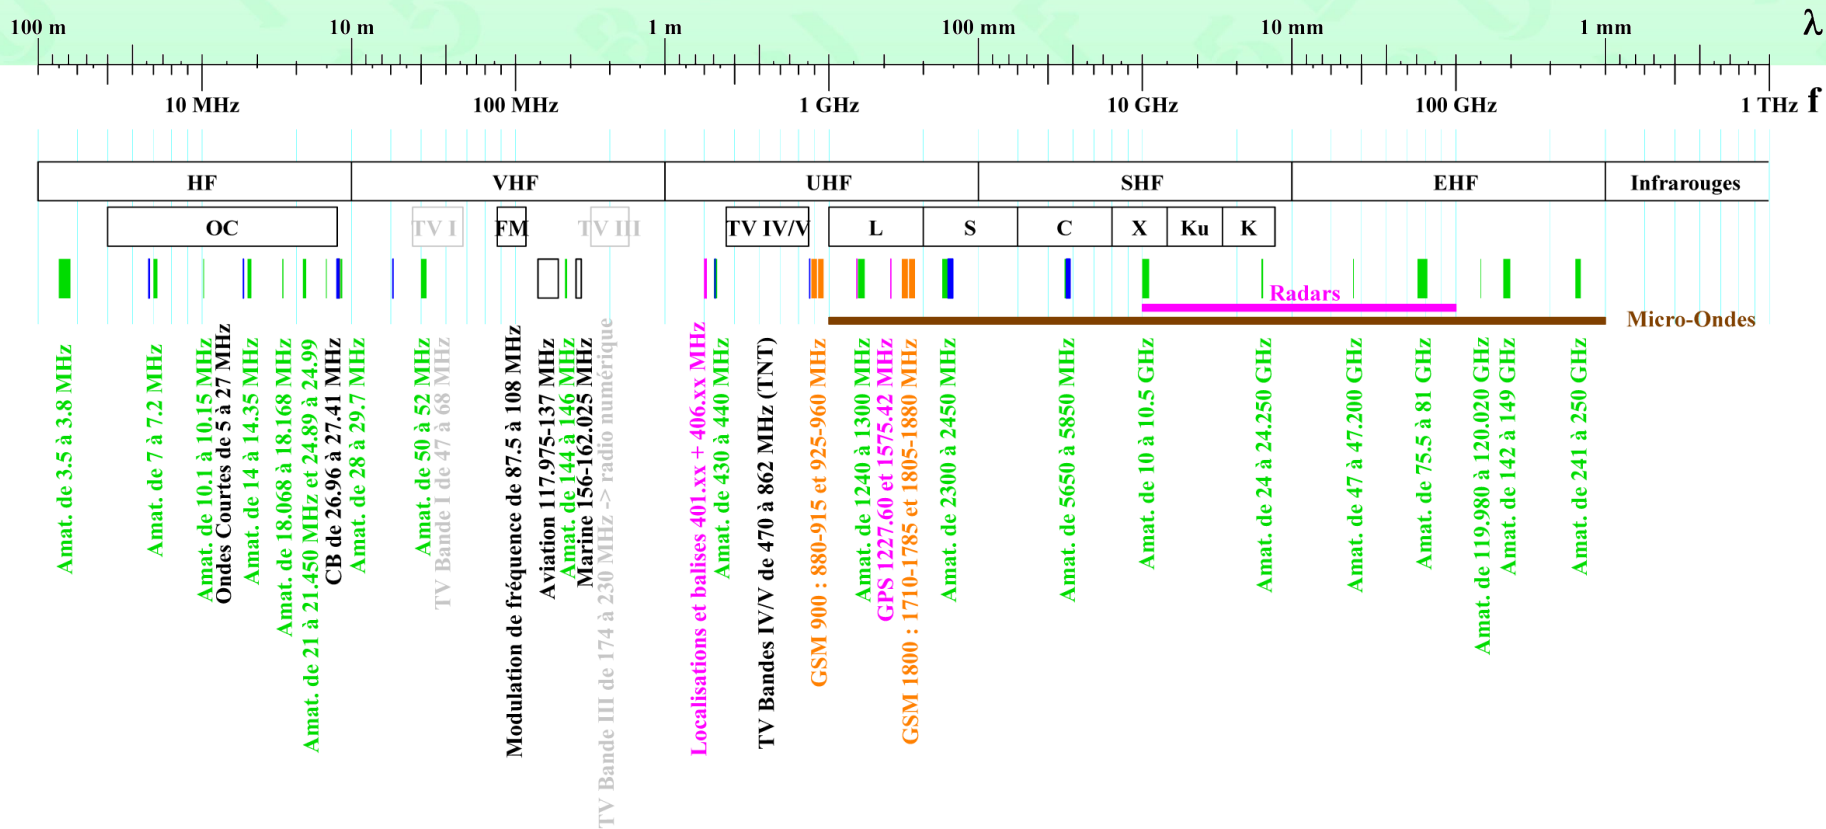 100 m 10 m 1 m 100 mm 10 mm 1 mm λ
10 MHz 100 MHz 1 GHz 10 GHz 100 GHz 1 THz f
HF VHF UHF SHF EHF Infrarouges
OC TV I FM TV III TV IV/V L S C X Ku K
Radars
Micro-Ondes
Amat. de 3.5 à 3.8 MHz
Amat. de 7 à 7.2 MHz
Amat. de 10.1 à 10.15 MHz
Ondes Courtes de 5 à 27 MHz
Amat. de 14 à 14.35 MHz
Amat. de 18.068 à 18.168 MHz
Amat. de 21 à 21.450 MHz et 24.89 à 24.99
CB de 26.96 à 27.41 MHz
Amat. de 28 à 29.7 MHz
Amat. de 50 à 52 MHz
TV Bande I de 47 à 68 MHz
Modulation de fréquence de 87.5 à 108 MHz
Aviation 117.975-137 MHz
Amat. de 144 à 146 MHz
Marine 156-162.025 MHz
TV Bande III de 174 à 230 MHz -> radio numérique
Localisations et balises 401.xx + 406.xx MHz
Amat. de 430 à 440 MHz
TV Bandes IV/V de 470 à 862 MHz (TNT)
GSM 900 : 880-915 et 925-960 MHz
Amat. de 1240 à 1300 MHz
GPS 1227.60 et 1575.42 MHz
GSM 1800 : 1710-1785 et 1805-1880 MHz
Amat. de 2300 à 2450 MHz
Amat. de 5650 à 5850 MHz
Amat. de 10 à 10.5 GHz
Amat. de 24 à 24.250 GHz
Amat. de 47 à 47.200 GHz
Amat. de 75.5 à 81 GHz
Amat. de 119.980 à 120.020 GHz
Amat. de 142 à 149 GHz
Amat. de 241 à 250 GHz